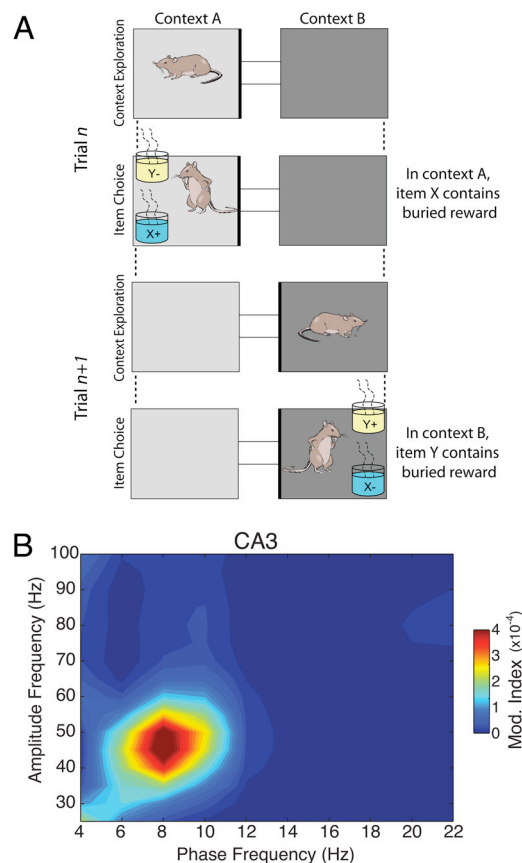 A
Context A
Context B
Trial n
Context Exploration
Item Choice
Y-
X+
In context A,
item X contains
buried reward
Trial n+1
Context Exploration
Item Choice
Y+
X-
In context B,
item Y contains
buried reward
B
CA3
Amplitude Frequency (Hz)
100
90
80
70
60
50
40
30
4 6 8 10 12 14 16 18 20 22
Phase Frequency (Hz)
4
3
2
1
0
Mod. Index (x10⁻⁴)